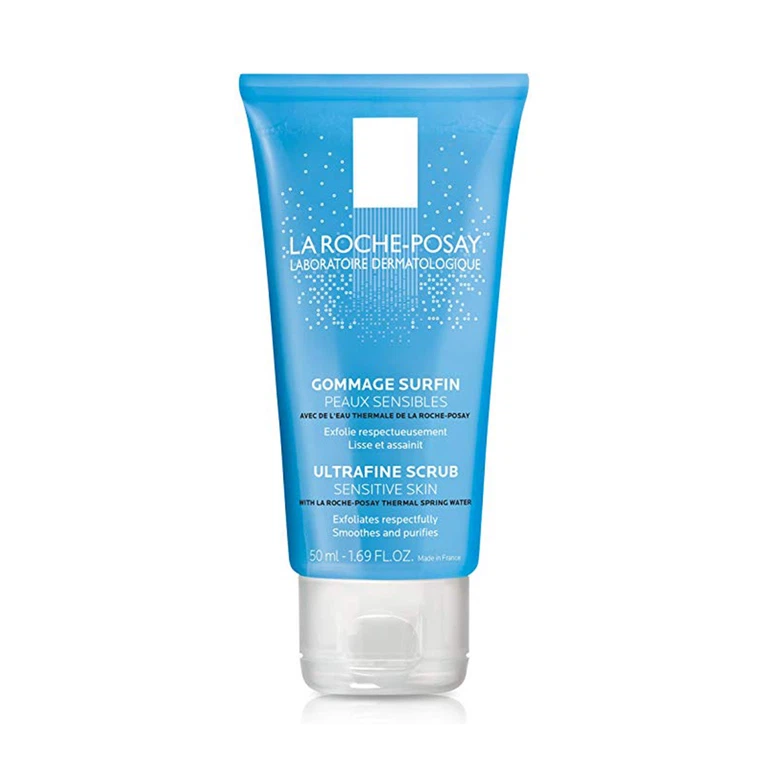 LA ROCHE-POSAY
LABORATOIRE DERMATOLOGIQUE
GOMMAGE SURFIN
PEAUX SENSIBLES
AVEC DE L'EAU THERMALE DE LA ROCHE-POSAY
Exfolie respectueusement
Lisse et assainit
ULTRAFINE SCRUB
SENSITIVE SKIN
WITH LA ROCHE-POSAY THERMAL SPRING WATER
Exfoliates respectfully
Smoothes and purifies
50 ml - 1.69 FL.OZ. Made in France